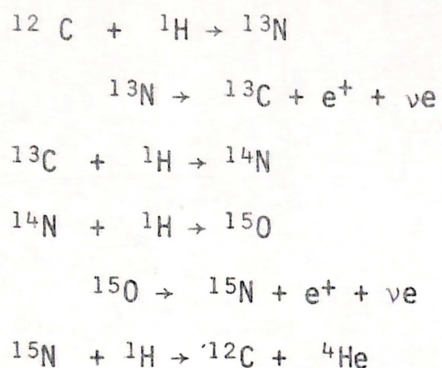 ¹² C + ¹H → ¹³N
¹³N → ¹³C + e⁺ + νe
¹³C + ¹H → ¹⁴N
¹⁴N + ¹H → ¹⁵O
¹⁵O → ¹⁵N + e⁺ + νe
¹⁵N + ¹H → ¹²C + ⁴He